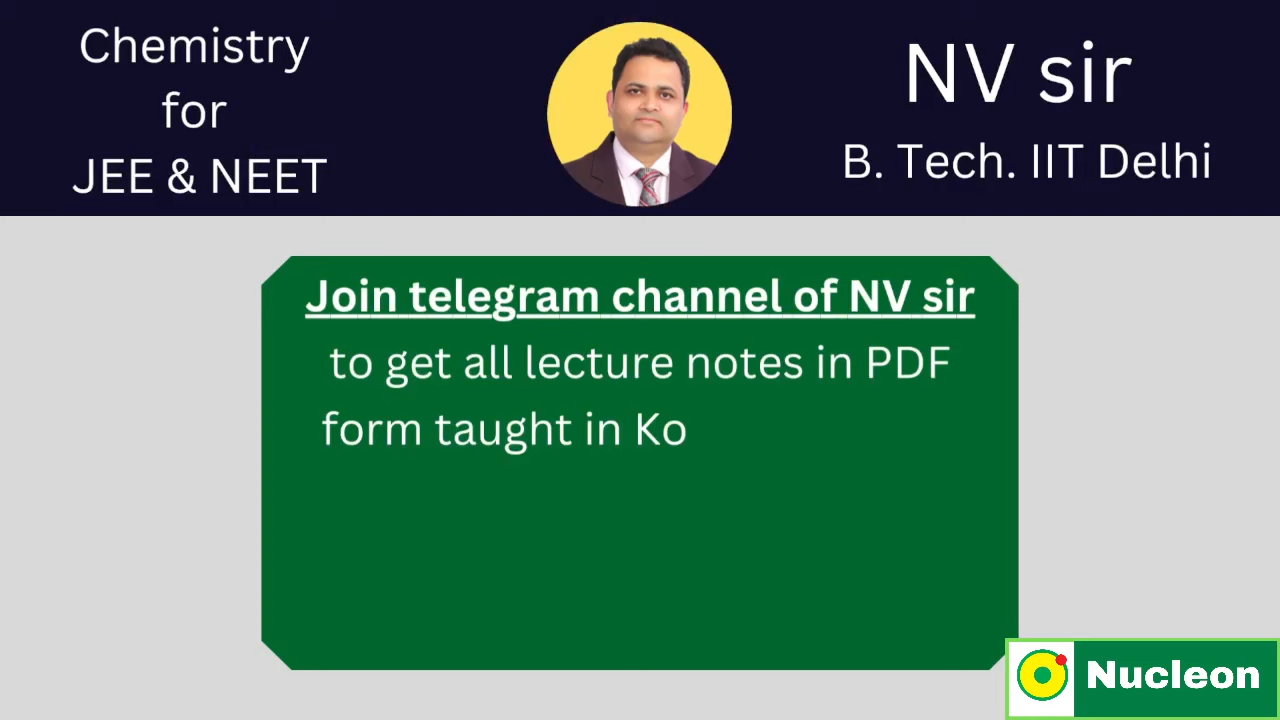 Chemistry
for
JEE & NEET
NV sir
B. Tech. IIT Delhi
Join telegram channel of NV sir
to get all lecture notes in PDF
form taught in Ko
Nucleon